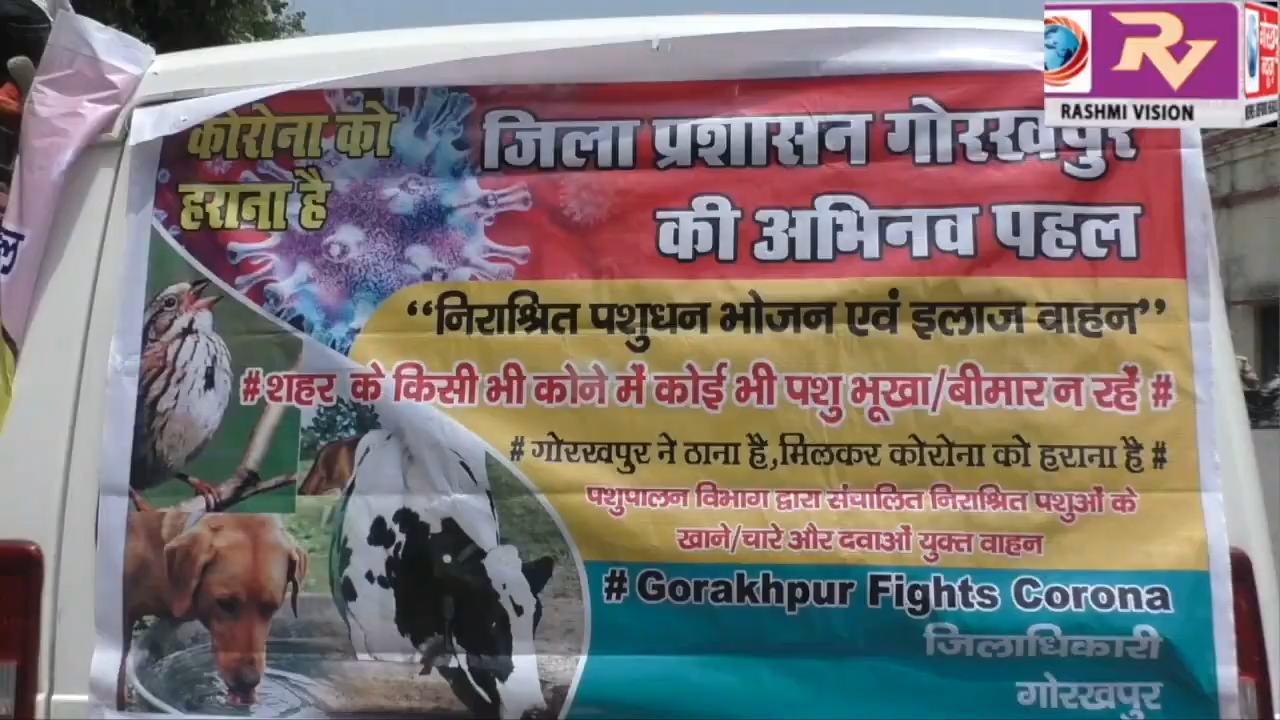 RV
RASHMI VISION
कोरोना को
हराना है
जिला प्रशासन गोरखपुर
की अभिनव पहल
“निराश्रित पशुधन भोजन एवं इलाज वाहन”
#शहर के किसी भी कोने में कोई भी पशु भूखा/बीमार न रहें #
# गोरखपुर ने ठाना है,मिलकर कोरोना को हराना है #
पशुपालन विभाग द्वारा संचालित निराश्रित पशुओं के
खाने/चारे और दवाओं युक्त वाहन
# Gorakhpur Fights Corona
जिलाधिकारी
गोरखपुर